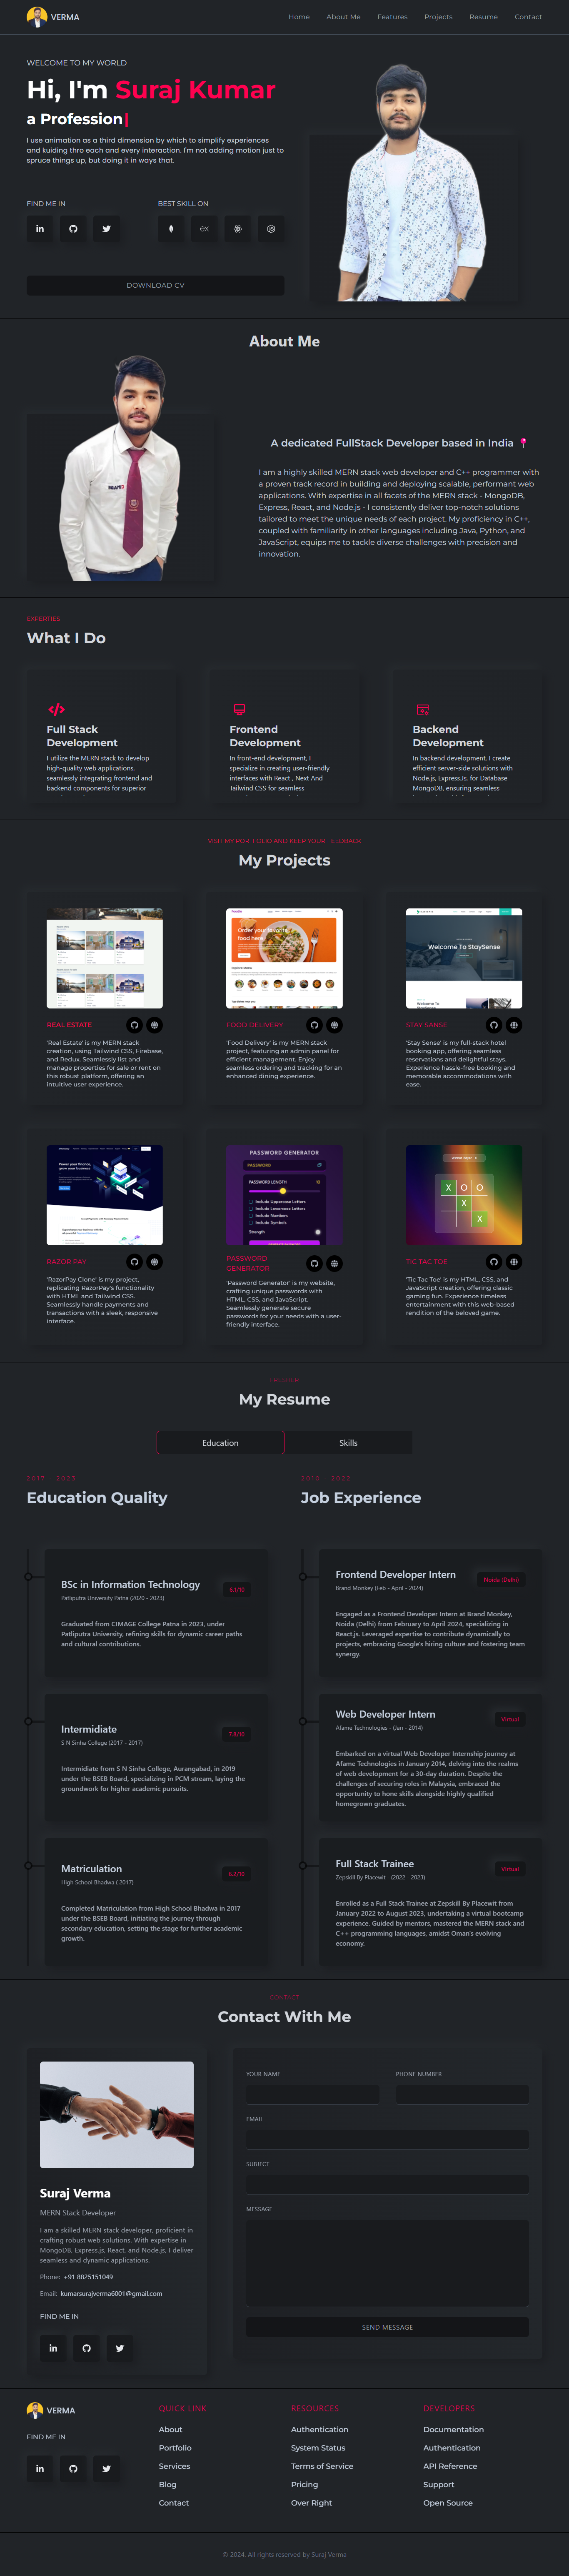 VERMA
Home About Me Features Projects Resume Contact
WELCOME TO MY WORLD
Hi, I'm Suraj Kumar
a Profession
I use animation as a third dimension by which to simplify experiences
and kuiding thro each and every interaction. I'm not adding motion just to
spruce things up, but doing it in ways that.
FIND ME IN
BEST SKILL ON
DOWNLOAD CV
About Me
A dedicated FullStack Developer based in India
I am a highly skilled MERN stack web developer and C++ programmer with
a proven track record in building and deploying scalable, performant web
applications. With expertise in all facets of the MERN stack - MongoDB,
Express, React, and Node.js - I consistently deliver top-notch solutions
tailored to meet the unique needs of each project. My proficiency in C++,
coupled with familiarity in other languages including Java, Python, and
JavaScript, equips me to tackle diverse challenges with precision and
innovation.
EXPERTIES
What I Do
Full Stack
Development
I utilize the MERN stack to develop
high-quality web applications,
seamlessly integrating frontend and
backend components for superior
Frontend
Development
In front-end development, I
specialize in creating user-friendly
interfaces with React , Next And
Tailwind CSS for seamless
Backend
Development
In backend development, I create
efficient server-side solutions with
Node.js, Express.Js, for Database
MongoDB, ensuring seamless
VISIT MY PORTFOLIO AND KEEP YOUR FEEDBACK
My Projects
REAL ESTATE
'Real Estate' is my MERN stack
creation, using Tailwind CSS, Firebase,
and Redux. Seamlessly list and
manage properties for sale or rent on
this robust platform, offering an
intuitive user experience.
Order your
food here
Explore Menu
FOOD DELIVERY
'Food Delivery' is my MERN stack
project, featuring an admin panel for
efficient management. Enjoy
seamless ordering and tracking for an
enhanced dining experience.
Welcome To StaySense
STAY SANSE
'Stay Sense' is my full-stack hotel
booking app, offering seamless
reservations and delightful stays.
Experience hassle-free booking and
memorable accommodations with
ease.
Power your finance, grow
your business
RAZOR PAY
'RazorPay Clone' is my project,
replicating RazorPay's functionality
with HTML and Tailwind CSS.
Seamlessly handle payments and
transactions with a sleek, responsive
interface.
PASSWORD GENERATOR
PASSWORD
PASSWORD LENGTH 10
Include Uppercase Letters
Include Lowercase Letters
Include Numbers
Include Symbols
Strength
PASSWORD
GENERATOR
'Password Generator' is my website,
crafting unique passwords with
HTML, CSS, and JavaScript.
Seamlessly generate secure
passwords for your needs with a user-
friendly interface.
X O O
X
X
TIC TAC TOE
'Tic Tac Toe' is my HTML, CSS, and
JavaScript creation, offering classic
gaming fun. Experience timeless
entertainment with this web-based
rendition of the beloved game.
My Resume
Education Skills
2017 - 2023
Education Quality
BSc in Information Technology
Patliputra University Patna (2020 - 2023)
Graduated from CIMAGE College Patna in 2023, under
Patliputra University, refining skills for dynamic career paths
and cultural contributions.
Intermidiate
S N Sinha College (2017 - 2017)
7.6/10
Intermidiate from S N Sinha College, Aurangabad, in 2019
under the BSEB Board, specializing in PCM stream, laying the
groundwork for higher academic pursuits.
Matriculation
High School Bhadwa ( 2017)
Completed Matriculation from High School Bhadwa in 2017
under the BSEB Board, initiating the journey through
secondary education, setting the stage for further academic
growth.
Job Experience
Frontend Developer Intern
Brand Monkey (Feb - April - 2024)
Noida (Delhi)
Engaged as a Frontend Developer Intern at Brand Monkey,
Noida (Delhi) from February to April 2024, specializing in
React.js. Leveraged expertise to contribute dynamically to
projects, embracing Google's hiring culture and fostering team
synergy.
Web Developer Intern
Afame Technologies - (Jan - 2014)
Virtual
Embarked on a virtual Web Developer Internship journey at
Afame Technologies in January 2014, delving into the realms
of web development for a 30-day duration. Despite the
challenges of securing roles in Malaysia, embraced the
opportunity to hone skills alongside highly qualified
homegrown graduates.
Full Stack Trainee
Zepskill By Placewit - (2022 - 2023)
Virtual
Enrolled as a Full Stack Trainee at Zepskill By Placewit from
January 2022 to August 2023, undertaking a virtual bootcamp
experience. Guided by mentors, mastered the MERN stack and
C++ programming languages, amidst Oman's evolving
economy.
CONTACT
Contact With Me
Suraj Verma
MERN Stack Developer
I am a skilled MERN stack developer, proficient in
crafting robust web solutions. With expertise in
MongoDB, Express.js, React, and Node.js, I deliver
seamless and dynamic applications.
Phone: +91 8825151049
Email: kumarsurajverma6001@gmail.com
FIND ME IN
YOUR NAME
PHONE NUMBER
EMAIL
SUBJECT
MESSAGE
SEND MESSAGE
VERMA
FIND ME IN
QUICK LINK
About
Portfolio
Services
Blog
Contact
RESOURCES
Authentication
System Status
Terms of Service
Pricing
Over Right
DEVELOPERS
Documentation
Authentication
API Reference
Support
Open Source
© 2024. All rights reserved by Suraj Verma